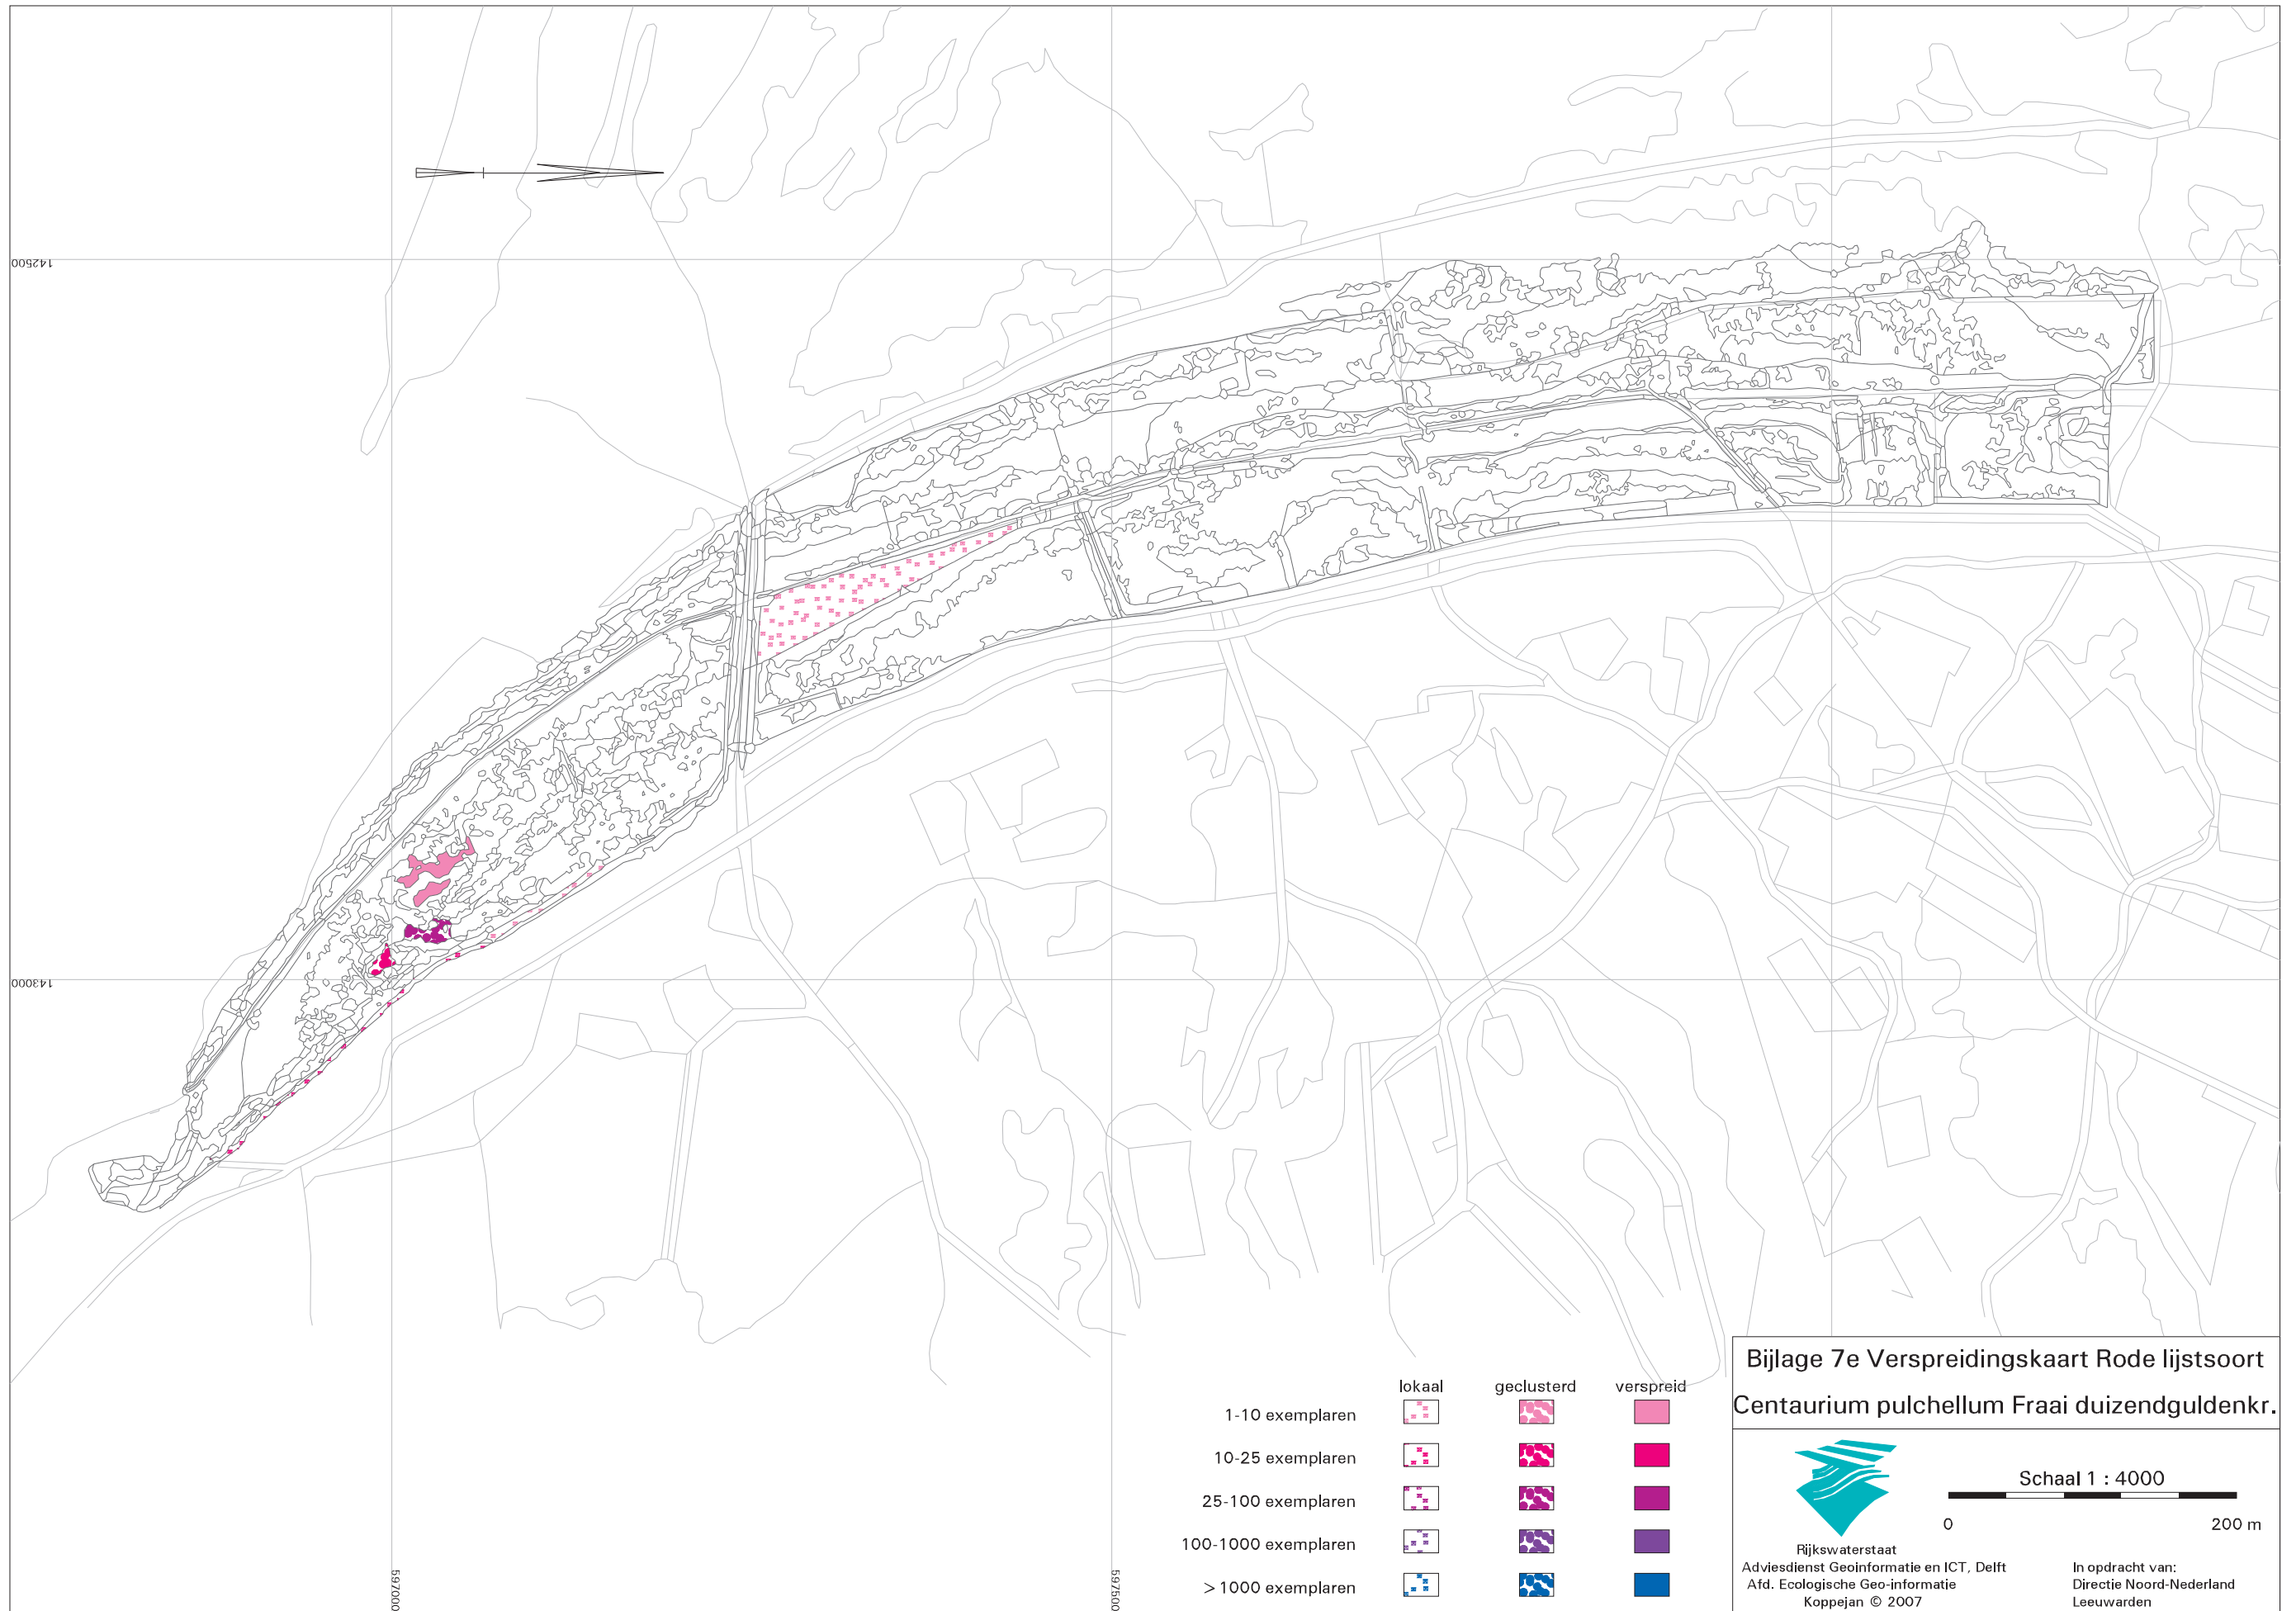 142500
143000
597000
597500
lokaal geclusterd verspreid
1-10 exemplaren
10-25 exemplaren
25-100 exemplaren
100-1000 exemplaren
> 1000 exemplaren
Bijlage 7e Verspreidingskaart Rode lijstsoort
Centaurium pulchellum Fraai duizendguldenkr.
Schaal 1 : 4000
0 200 m
Rijkswaterstaat
Adviesdienst Geoinformatie en ICT, Delft
Afd. Ecologische Geo-informatie
Koppejan © 2007
In opdracht van:
Directie Noord-Nederland
Leeuwarden